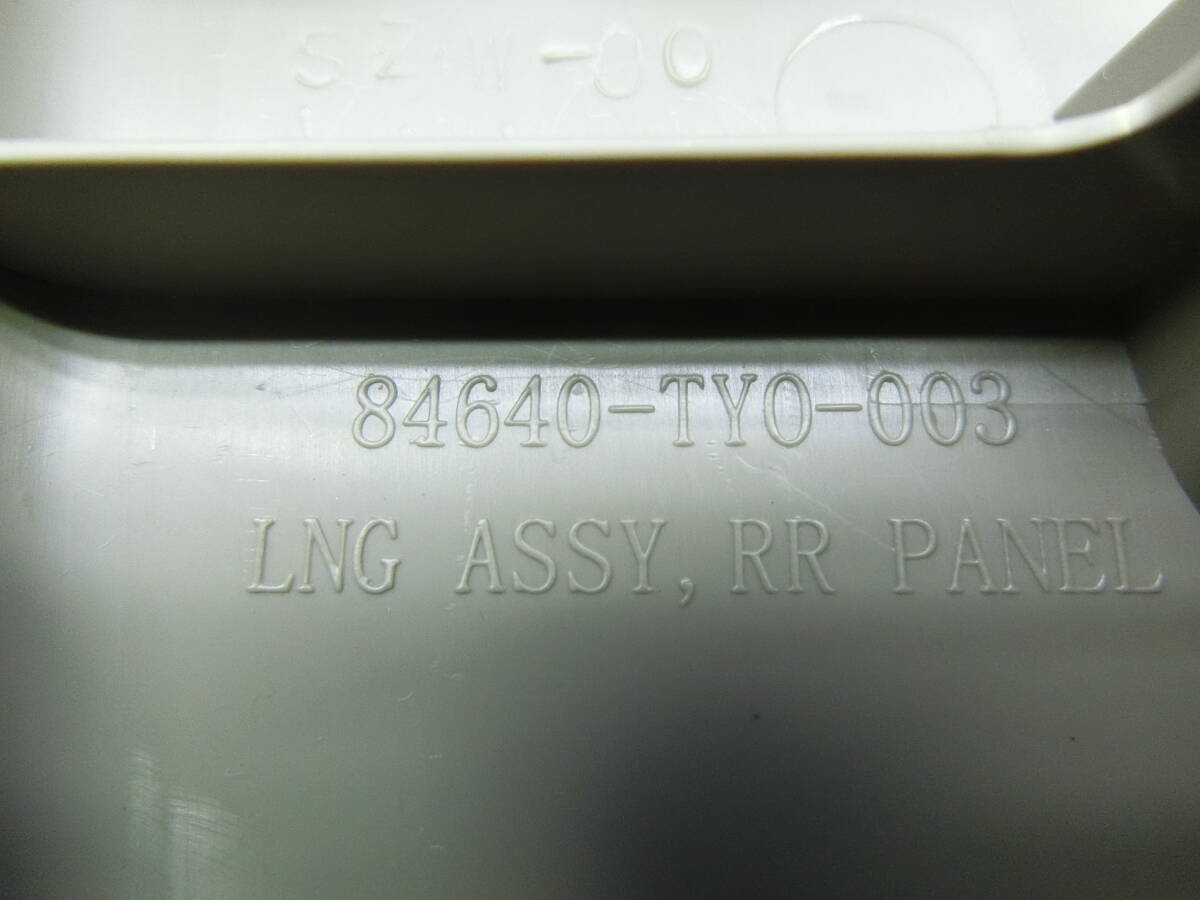 84640-TY0-003
LNG ASSY, RR PANEL